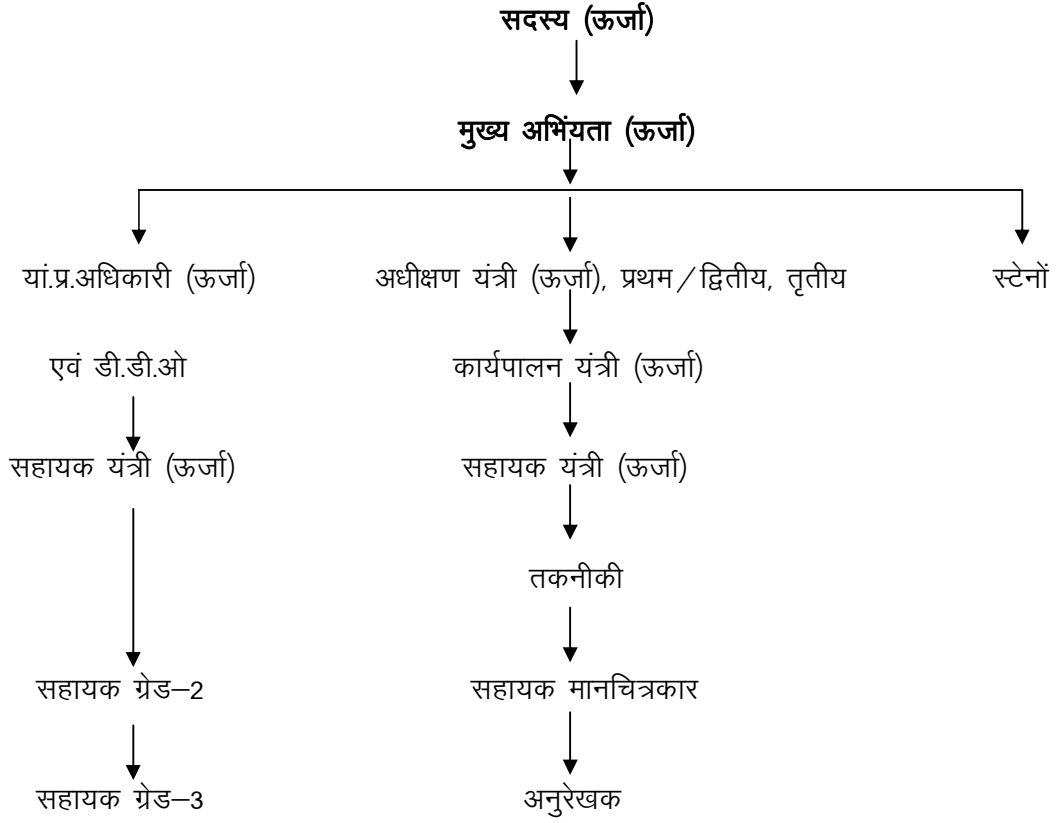 सदस्य (ऊर्जा)
मुख्य अभिंयता (ऊर्जा)
यां.प्र.अधिकारी (ऊर्जा) अधीक्षण यंत्री (ऊर्जा), प्रथम/द्वितीय, तृतीय स्टेनों
एवं डी.डी.ओ कार्यपालन यंत्री (ऊर्जा)
सहायक यंत्री (ऊर्जा) सहायक यंत्री (ऊर्जा)
तकनीकी
सहायक ग्रेड–2 सहायक मानचित्रकार
सहायक ग्रेड–3 अनुरेखक